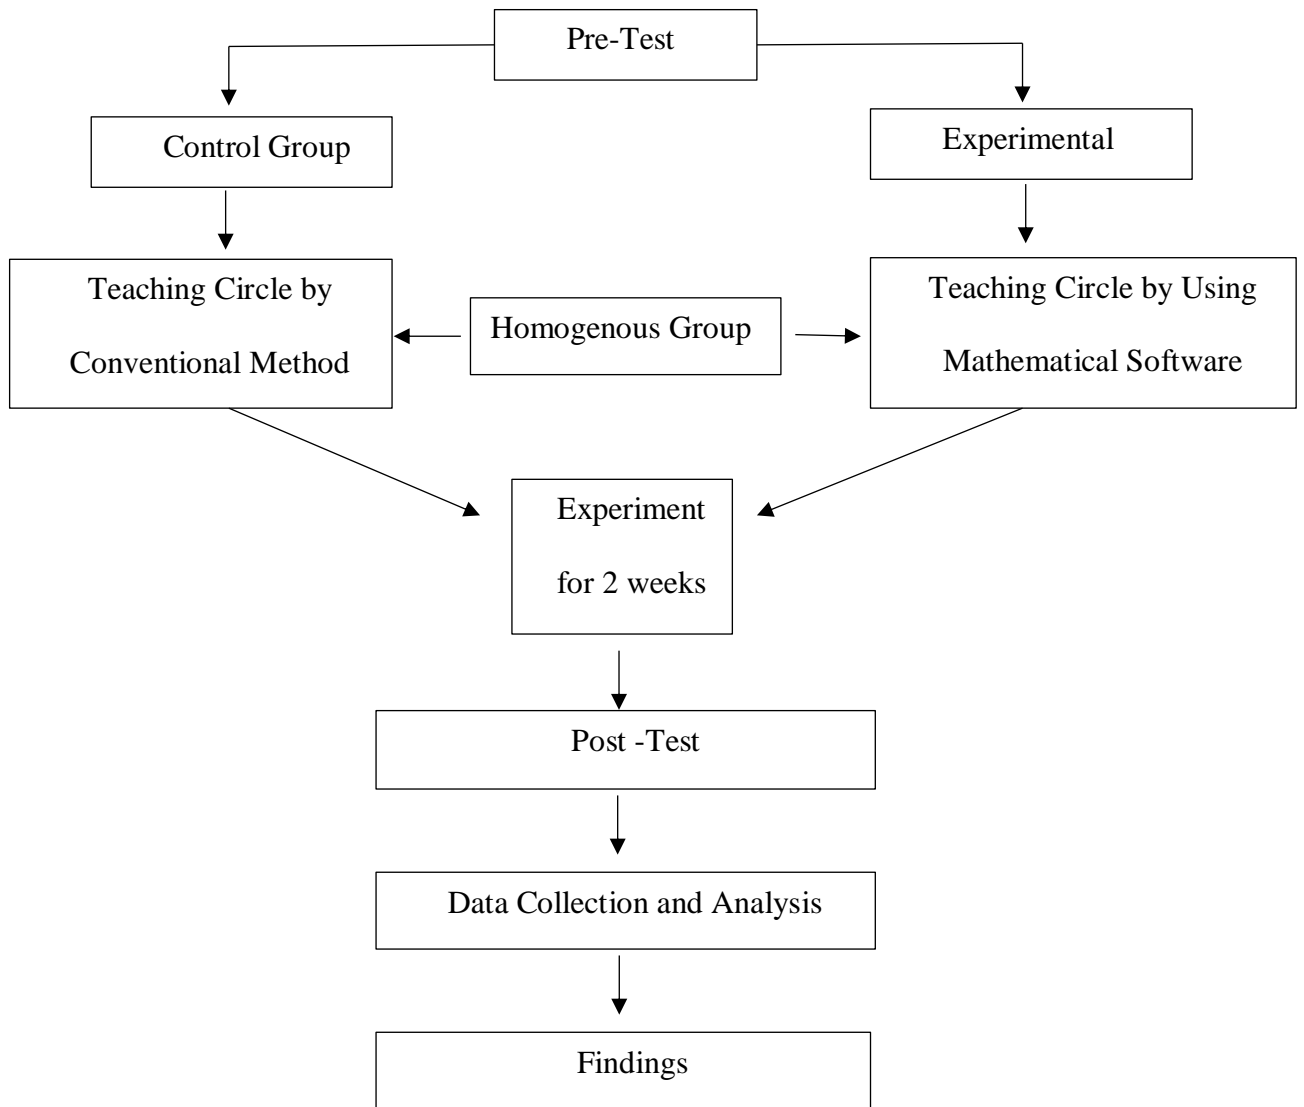 Pre-Test
Control Group
Experimental
Teaching Circle by
Conventional Method
Homogenous Group
Teaching Circle by Using
Mathematical Software
Experiment
for 2 weeks
Post -Test
Data Collection and Analysis
Findings